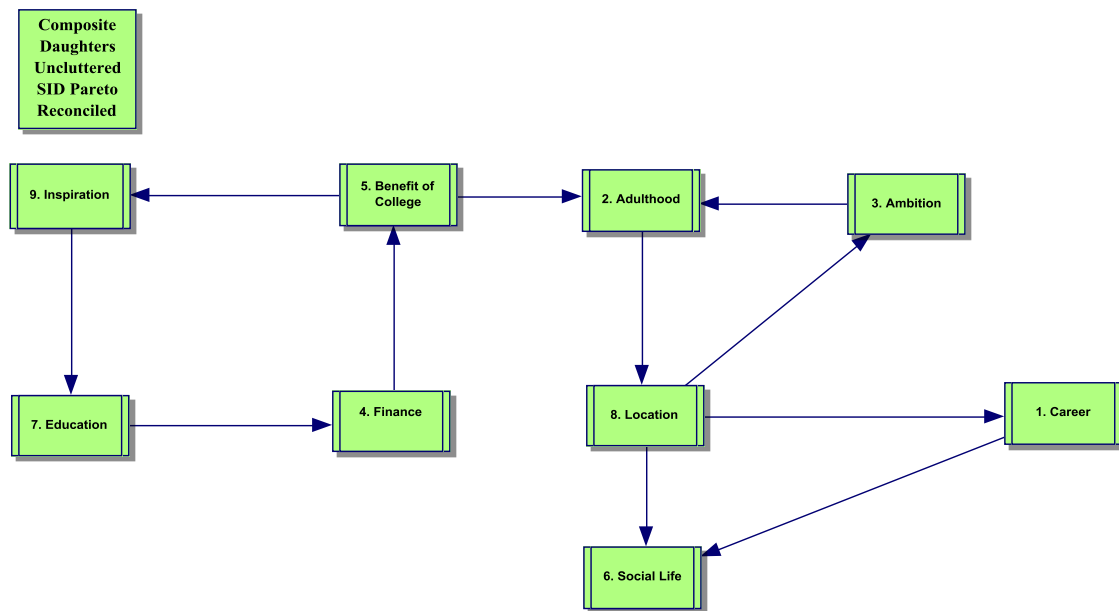 Composite
Daughters
Uncluttered
SID Pareto
Reconciled
9. Inspiration
5. Benefit of
College
2. Adulthood
3. Ambition
7. Education
4. Finance
8. Location
1. Career
6. Social Life